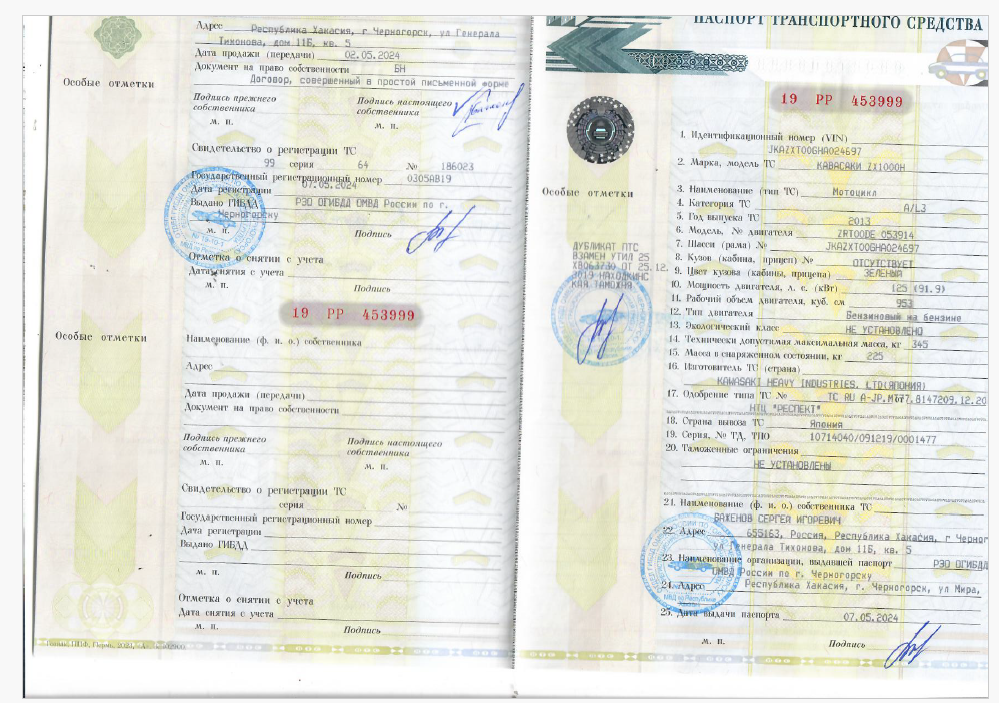 Адрес Республика Хакасия, г Черногорск, ул Генерала
Тихонова, дом 11Б, кв. 5
Дата продажи (передачи) 02.05.2024
Документ на право собственности БН
Договор, совершенный в простой письменной форме
Особые отметки
Подпись прежнего собственника
Подпись настоящего собственника
м. п. м. п.
Свидетельство о регистрации ТС
99 серия 64 № 186023
Государственный регистрационный номер 0305АВ19
Дата регистрации 07.05.2024
Выдано ГИБДД РЭО ОГИБДД ОМВД России по г.
Черногорску
м. п. Подпись
Отметка о снятии с учета
Дата снятия с учета
м. п. Подпись
19 РР 453999
Особые отметки
Наименование (ф. и. о.) собственника
Адрес
Дата продажи (передачи)
Документ на право собственности
Подпись прежнего собственника
Подпись настоящего собственника
м. п. м. п.
Свидетельство о регистрации ТС
серия №
Государственный регистрационный номер
Дата регистрации
Выдано ГИБДД
м. п. Подпись
Отметка о снятии с учета
Дата снятия с учета
м. п. Подпись
ПАСПОРТ ТРАНСПОРТНОГО СРЕДСТВА
19 РР 453999
Особые отметки
ДУБЛИКАТ ПТС
ВЗАМЕН УТИЛ 25
ХВ063730 ОТ 25.12.
2019 НАХОДКИНС
КАЯ ТАМОЖНЯ
1. Идентификационный номер (VIN)
JKAZXT00GHA024697
2. Марка, модель ТС КАВАСАКИ ZX1000H
3. Наименование (тип ТС) Мотоцикл
4. Категория ТС A/L3
5. Год выпуска ТС 2013
6. Модель, № двигателя ZRT00DE 053914
7. Шасси (рама) № JKAZXT00GHA024697
8. Кузов (кабина, прицеп) № ОТСУТСТВУЕТ
9. Цвет кузова (кабины, прицепа) ЗЕЛЕНЫЙ
10. Мощность двигателя, л. с. (кВт) 125 (91.9)
11. Рабочий объем двигателя, куб. см 953
12. Тип двигателя Бензиновый на бензине
13. Экологический класс НЕ УСТАНОВЛЕНО
14. Технически допустимая максимальная масса, кг 345
15. Масса в снаряженном состоянии, кг 225
16. Изготовитель ТС (страна)
KAWASAKI HEAVY INDUSTRIES, LTD(ЯПОНИЯ)
17. Одобрение типа ТС № ТС RU А-JP.МТ77.8147209,12.20
НТЦ "РЕСПЕКТ"
18. Страна вывоза ТС Япония
19. Серия, № ТД, ТПО 10714040/091219/0001477
20. Таможенные ограничения
НЕ УСТАНОВЛЕНЫ
21. Наименование (ф. и. о.) собственника ТС
БАЖЕНОВ СЕРГЕЙ ИГОРЕВИЧ
22. Адрес 655163, Россия, Республика Хакасия, г Черног
ул Генерала Тихонова, дом 11Б, кв. 5
23. Наименование организации, выдавшей паспорт РЭО ОГИБДД
ОМВД России по г. Черногорску
24. Адрес Республика Хакасия, г. Черногорск, ул Мира,
25. Дата выдачи паспорта 07.05.2024
м. п. Подпись